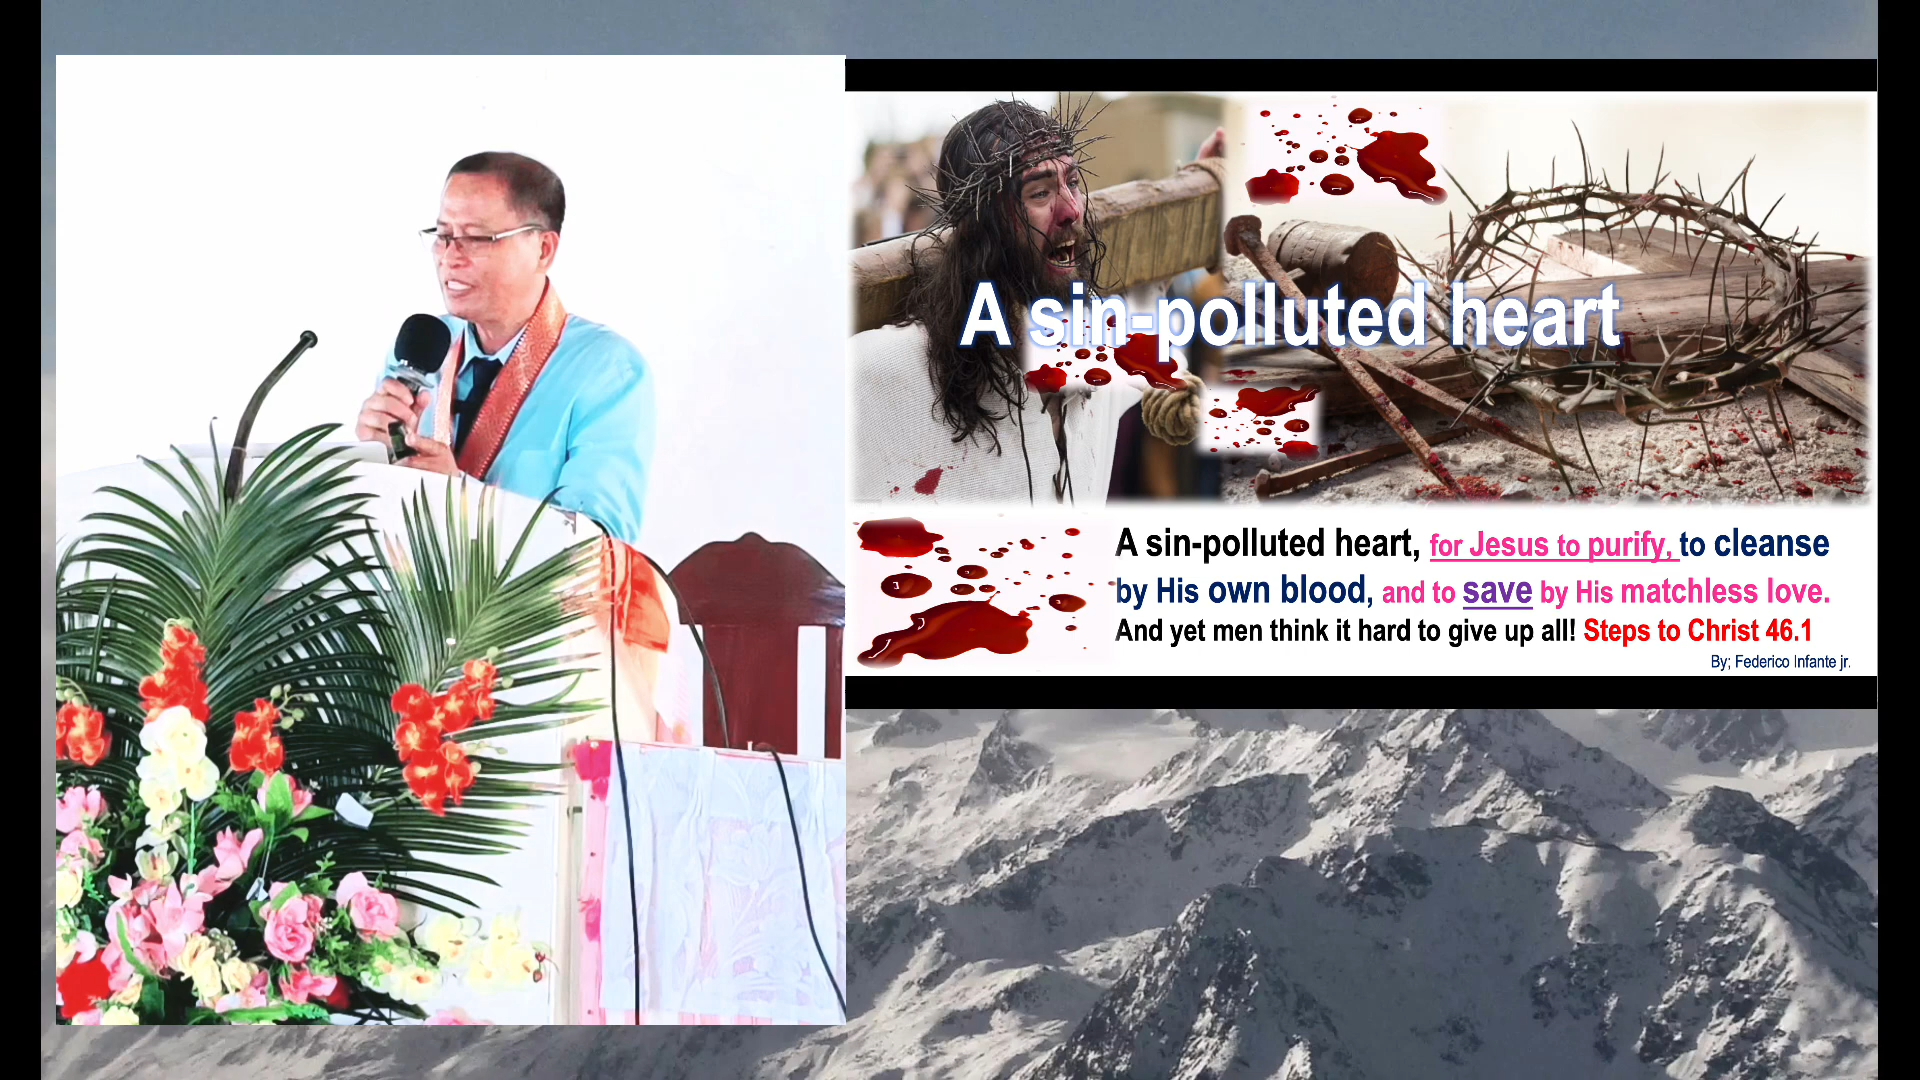 A sin-polluted heart
A sin-polluted heart, for Jesus to purify, to cleanse
by His own blood, and to save by His matchless love.
And yet men think it hard to give up all! Steps to Christ 46.1
By; Federico Infante jr.